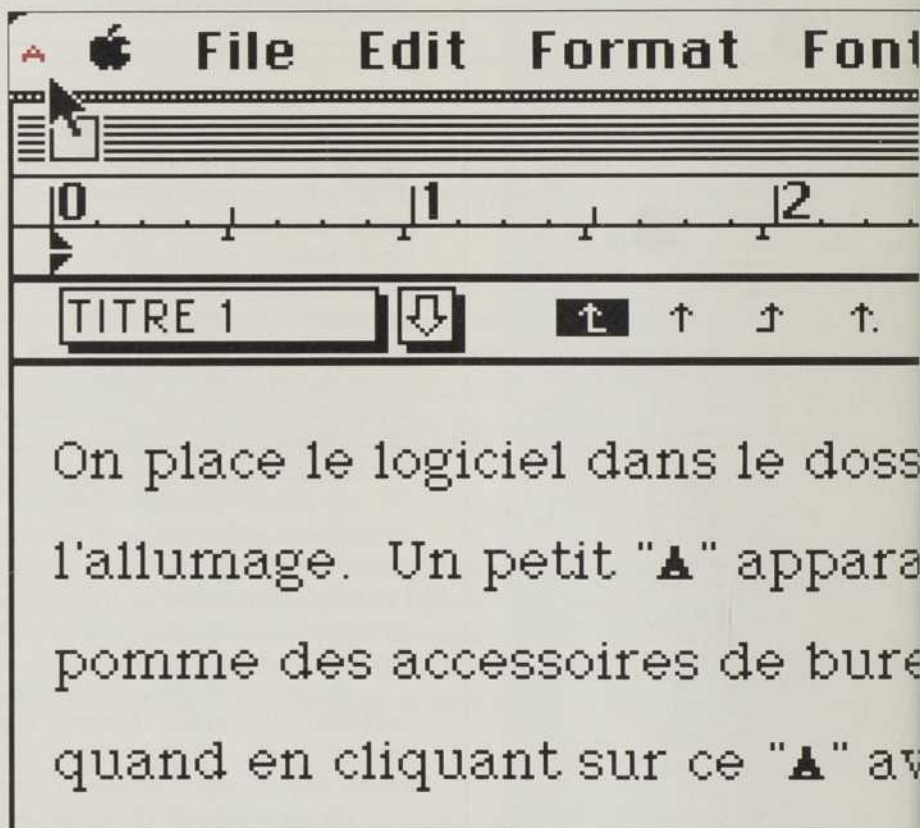 A File Edit Format Font
0 1 2
TITRE 1
On place le logiciel dans le doss
l'allumage. Un petit "A" appara
pomme des accessoires de bure
quand en cliquant sur ce "A" av